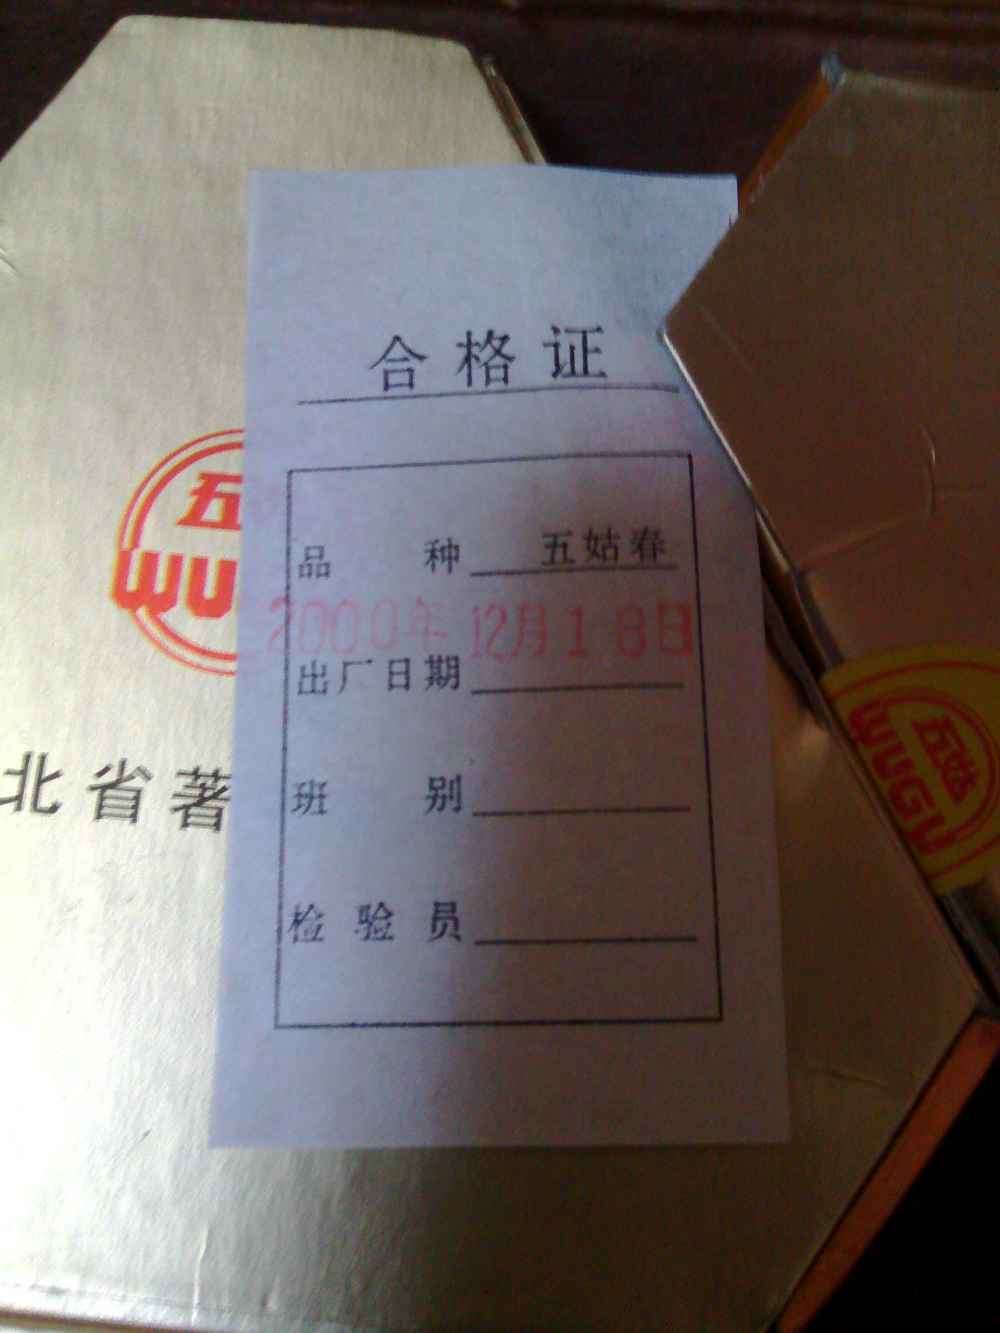 合格证
品 种 五姑春
2000年12月18日
出厂日期
班 别
检验员
五
WU
北省著
五姑
WUGU